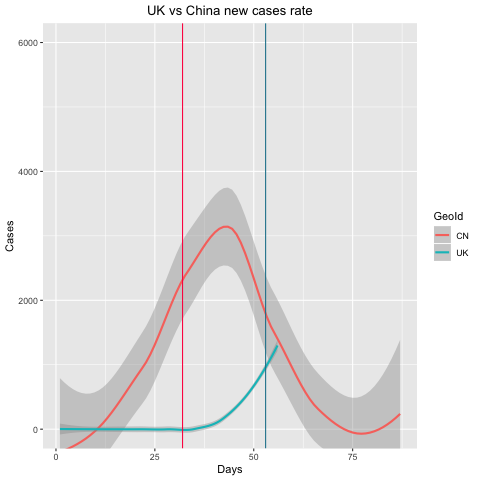 UK vs China new cases rate
6000
4000
2000
0
Cases
0 25 50 75
Days
GeoId
CN
UK